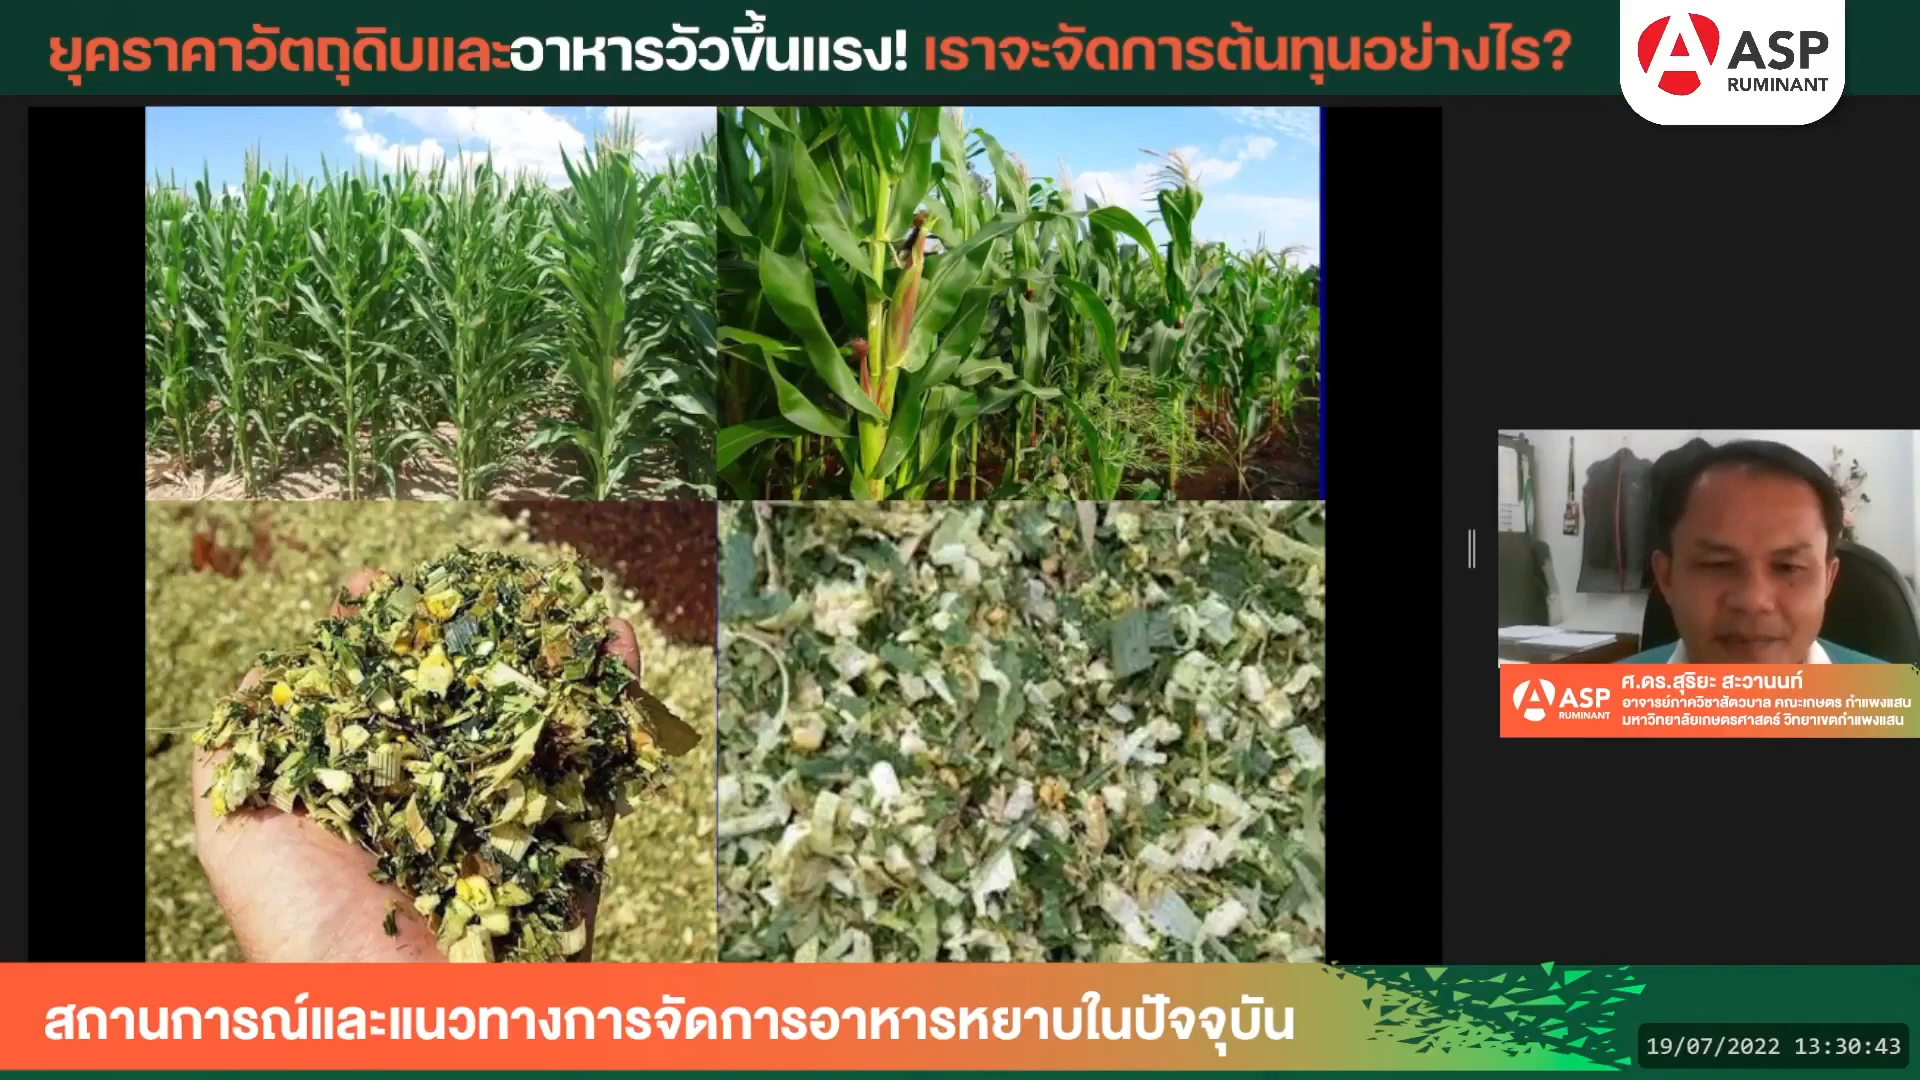 ยุคราคาวัตถุดิบและอาหารวัวขึ้นแรง! เราจะจัดการต้นทุนอย่างไร?
ASP
RUMINANT
ASP
RUMINANT
ศ.ดร.สุริยะ สะวานนท์
อาจารย์ภาควิชาสัตวบาล คณะเกษตร กำแพงแสน
มหาวิทยาลัยเกษตรศาสตร์ วิทยาเขตกำแพงแสน
สถานการณ์และแนวทางการจัดการอาหารหยาบในปัจจุบัน
19/07/2022 13:30:43